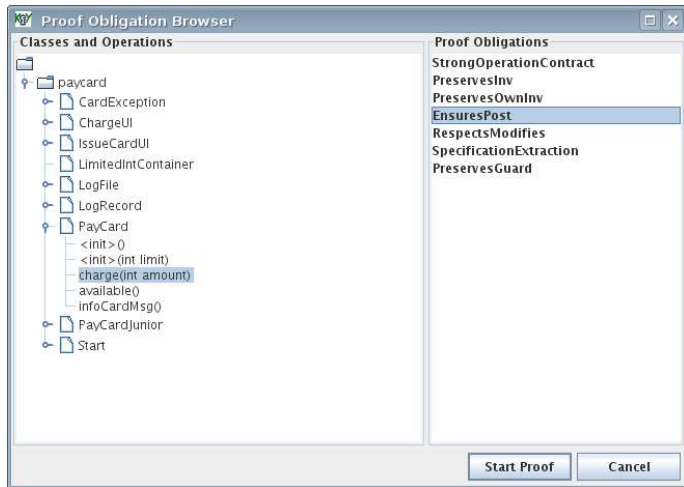 Proof Obligation Browser
Classes and Operations
paycard
CardException
ChargeUI
IssueCardUI
LimitedIntContainer
LogFile
LogRecord
PayCard
<init>()
<init>(int limit)
charge(int amount)
available()
infoCardMsg()
PayCardJunior
Start
Proof Obligations
StrongOperationContract
PreservesInv
PreservesOwnInv
EnsuresPost
RespectsModifies
SpecificationExtraction
PreservesGuard
Start Proof
Cancel